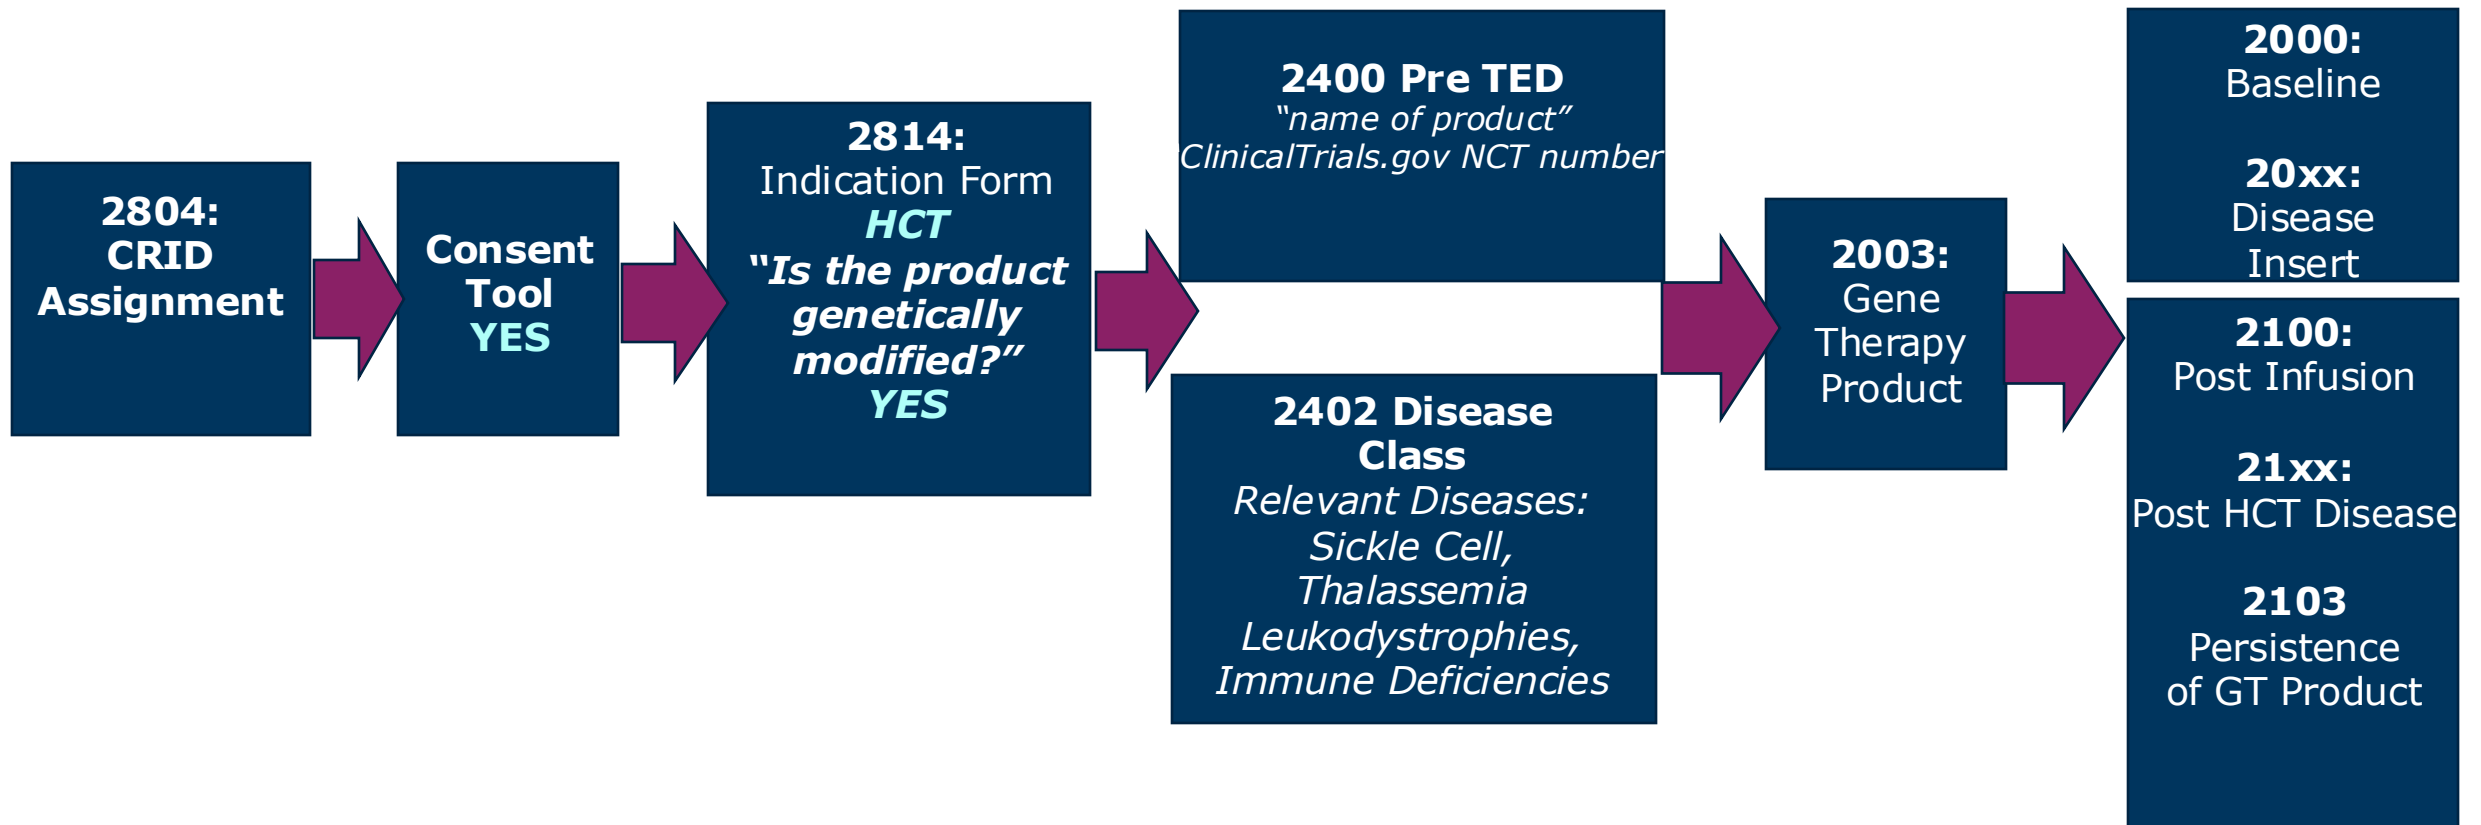 2804:
CRID
Assignment
Consent
Tool
YES
2814:
Indication Form
HCT
“Is the product
genetically
modified?”
YES
2400 Pre TED
“name of product”
ClinicalTrials.gov NCT number
2402 Disease
Class
Relevant Diseases:
Sickle Cell,
Thalassemia
Leukodystrophies,
Immune Deficiencies
2003:
Gene
Therapy
Product
2000:
Baseline
20xx:
Disease
Insert
2100:
Post Infusion
21xx:
Post HCT Disease
2103
Persistence
of GT Product